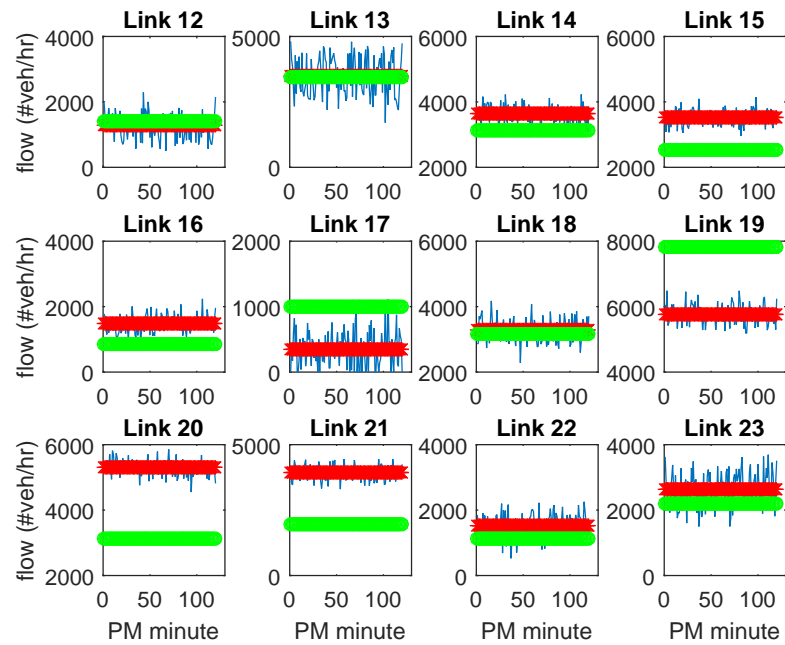 Link 12 Link 13 Link 14 Link 15
flow (#veh/hr)
4000 5000 6000 6000
2000 4000 4000
0 0 2000 2000
0 50 100 0 50 100 0 50 100 0 50 100
Link 16 Link 17 Link 18 Link 19
flow (#veh/hr)
4000 2000 6000 8000
2000 1000 4000 6000
0 0 2000 4000
0 50 100 0 50 100 0 50 100 0 50 100
Link 20 Link 21 Link 22 Link 23
flow (#veh/hr)
6000 5000 4000 4000
4000 2000 2000
2000 0 0 0
0 50 100 0 50 100 0 50 100 0 50 100
PM minute PM minute PM minute PM minute